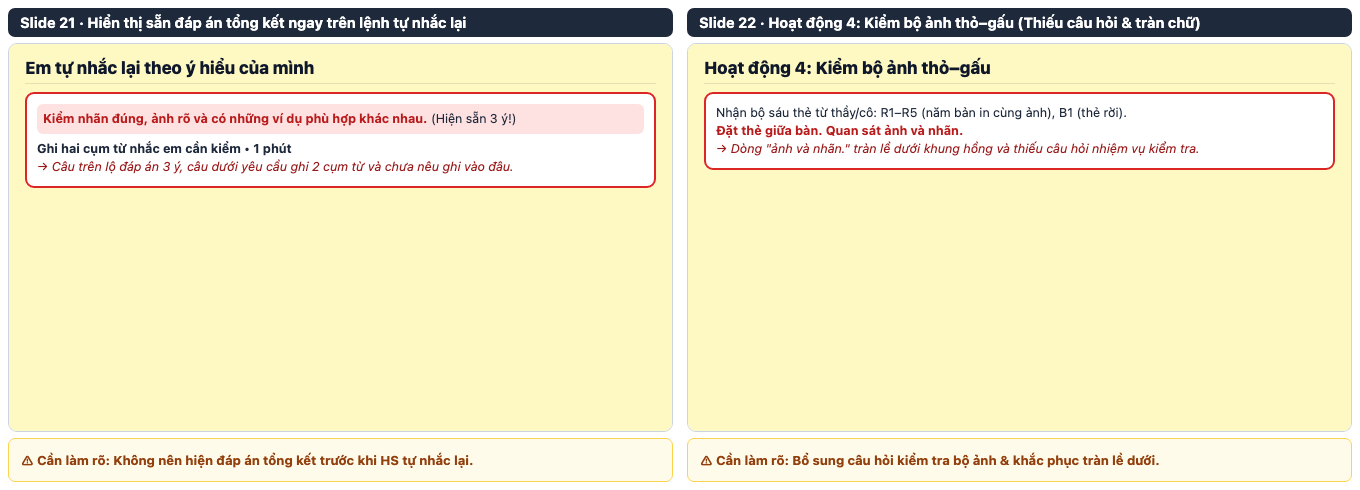 Slide 21 · Hiển thị sẵn đáp án tổng kết ngay trên lệnh tự nhắc lại
Em tự nhắc lại theo ý hiểu của mình
Kiểm nhãn đúng, ảnh rõ và có những ví dụ phù hợp khác nhau. (Hiện sẵn 3 ý!)
Ghi hai cụm từ nhắc em cần kiểm • 1 phút
→ Câu trên lộ đáp án 3 ý, câu dưới yêu cầu ghi 2 cụm từ và chưa nêu ghi vào đâu.
⚠ Cần làm rõ: Không nên hiện đáp án tổng kết trước khi HS tự nhắc lại.
Slide 22 · Hoạt động 4: Kiểm bộ ảnh thỏ–gấu (Thiếu câu hỏi & tràn chữ)
Hoạt động 4: Kiểm bộ ảnh thỏ–gấu
Nhận bộ sáu thẻ từ thầy/cô: R1–R5 (năm bản in cùng ảnh), B1 (thẻ rời).
Đặt thẻ giữa bàn. Quan sát ảnh và nhãn.
→ Dòng "ảnh và nhãn." tràn lề dưới khung hồng và thiếu câu hỏi nhiệm vụ kiểm tra.
⚠ Cần làm rõ: Bổ sung câu hỏi kiểm tra bộ ảnh & khắc phục tràn lề dưới.